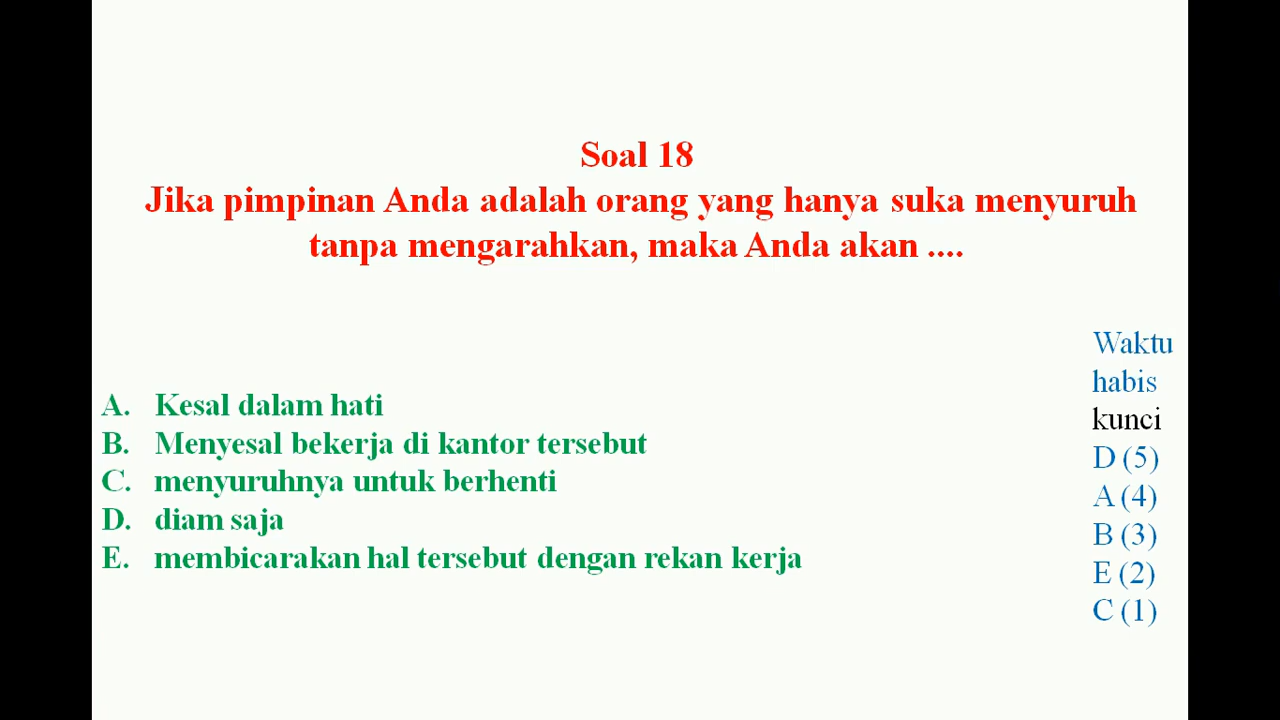 Soal 18
Jika pimpinan Anda adalah orang yang hanya suka menyuruh
tanpa mengarahkan, maka Anda akan ....
A. Kesal dalam hati
B. Menyesal bekerja di kantor tersebut
C. menyuruhnya untuk berhenti
D. diam saja
E. membicarakan hal tersebut dengan rekan kerja
Waktu
habis
kunci
D (5)
A (4)
B (3)
E (2)
C (1)